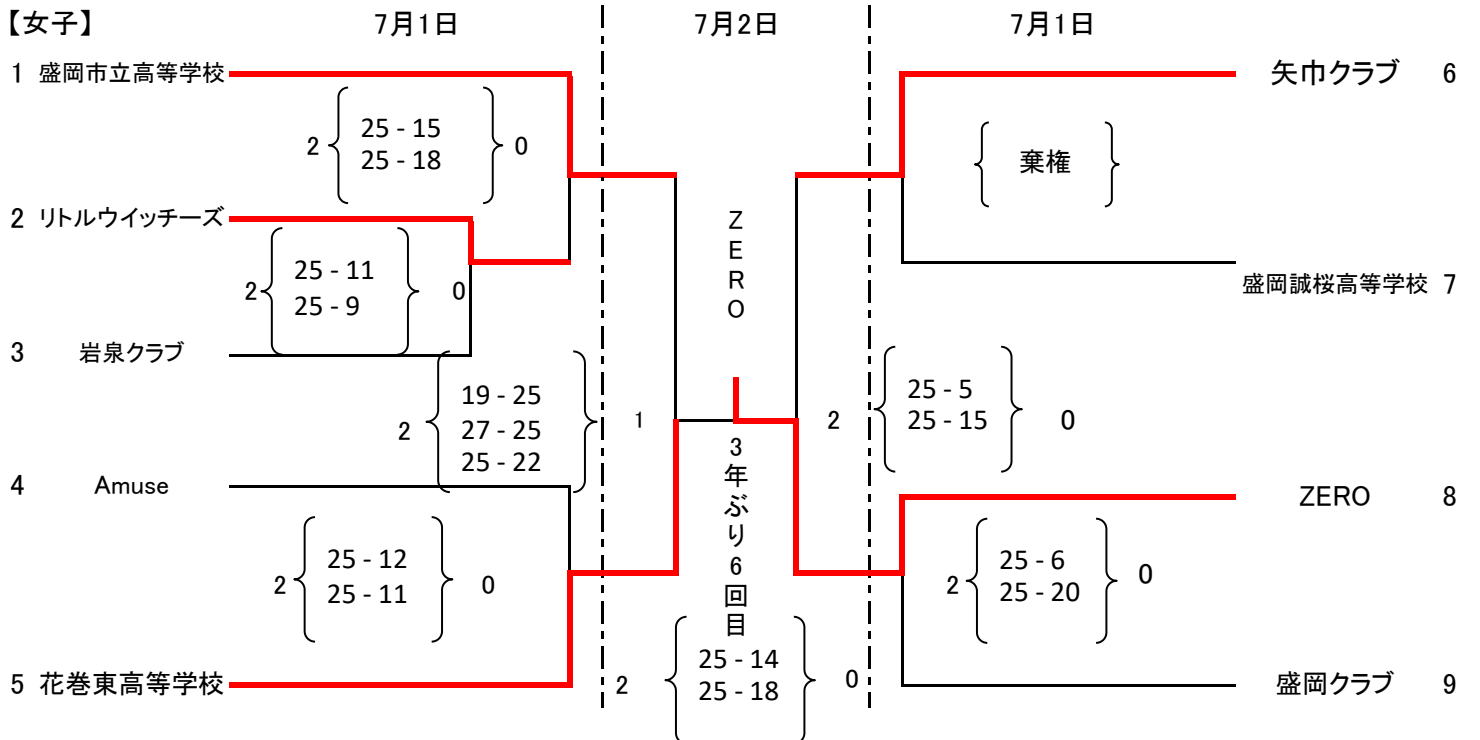 【女子】
7月1日
7月2日
7月1日
1 盛岡市立高等学校
矢巾クラブ 6
2
25 - 15
25 - 18
0
棄権
2 リトルウイッチーズ
2
25 - 11
25 - 9
0
盛岡誠桜高等学校 7
3 岩泉クラブ
ZERO
2
19 - 25
27 - 25
25 - 22
1
2
25 - 5
25 - 15
0
3年ぶり6回目
4 Amuse
ZERO 8
2
25 - 12
25 - 11
0
2
25 - 6
25 - 20
0
5 花巻東高等学校
2
25 - 14
25 - 18
0
盛岡クラブ 9